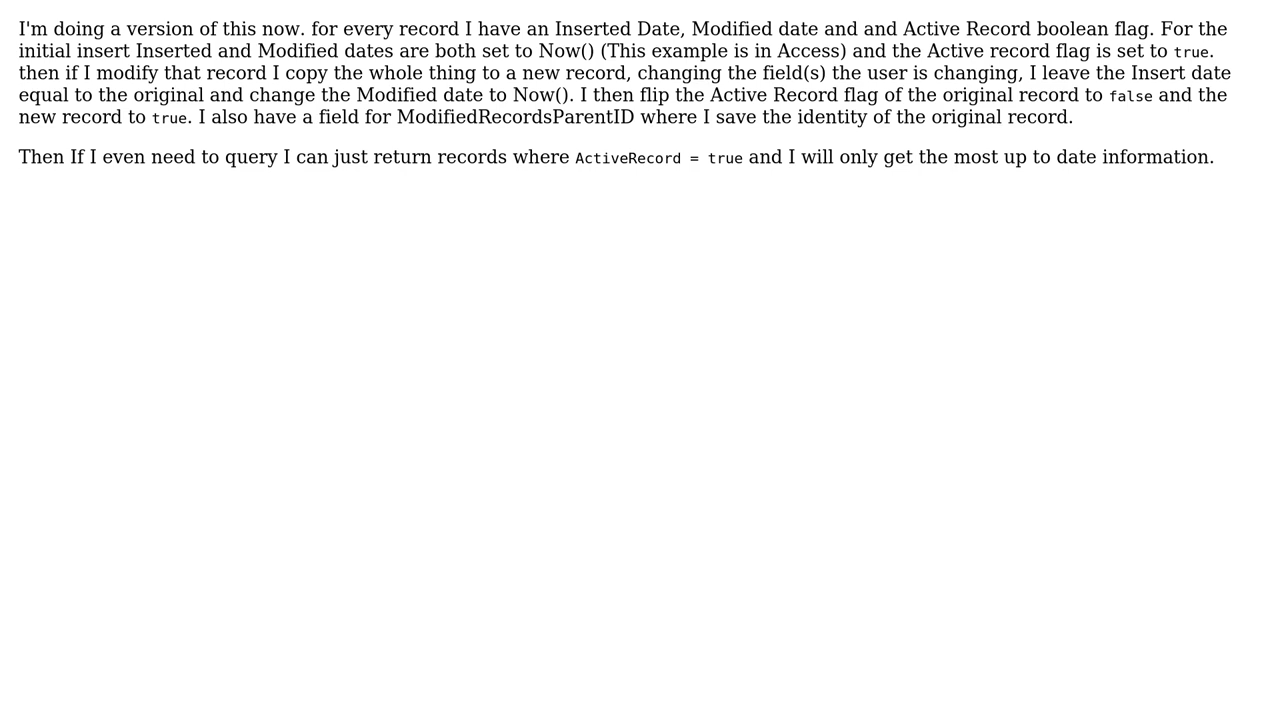 I'm doing a version of this now. for every record I have an Inserted Date, Modified date and and Active Record boolean flag. For the
initial insert Inserted and Modified dates are both set to Now() (This example is in Access) and the Active record flag is set to true.
then if I modify that record I copy the whole thing to a new record, changing the field(s) the user is changing, I leave the Insert date
equal to the original and change the Modified date to Now(). I then flip the Active Record flag of the original record to false and the
new record to true. I also have a field for ModifiedRecordsParentID where I save the identity of the original record.
Then If I even need to query I can just return records where ActiveRecord = true and I will only get the most up to date information.